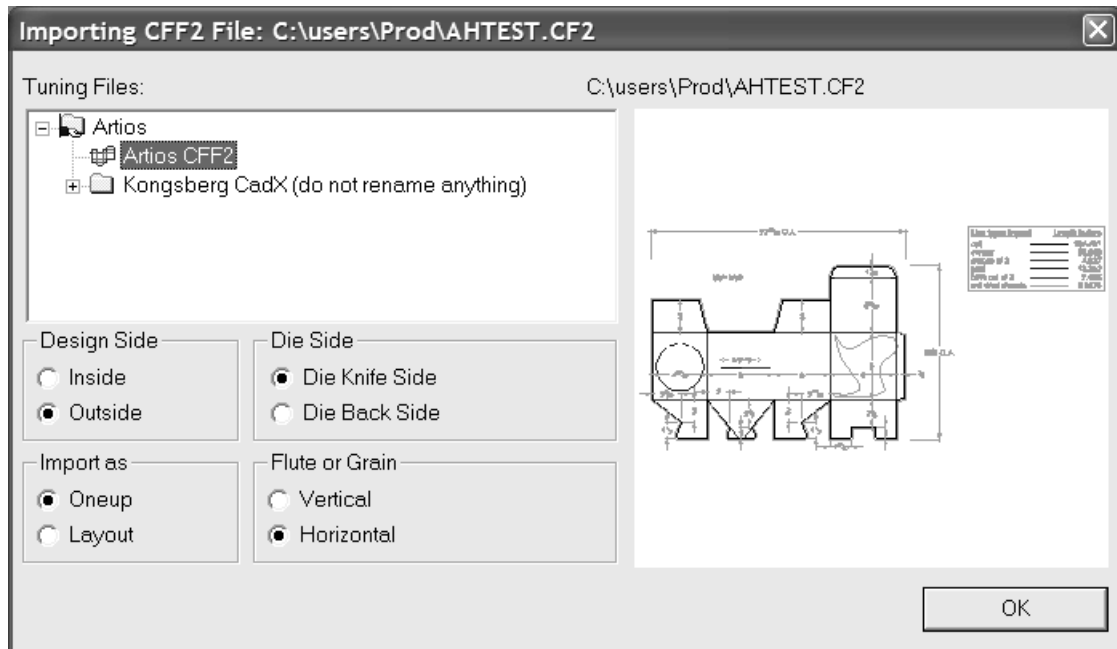 Importing CFF2 File: C:\users\Prod\AHTEST.CF2
Tuning Files:
C:\users\Prod\AHTEST.CF2
Artios
Artios CFF2
Kongsberg CadX (do not rename anything)
Design Side
Inside
Outside
Die Side
Die Knife Side
Die Back Side
Import as
Oneup
Layout
Flute or Grain
Vertical
Horizontal
OK